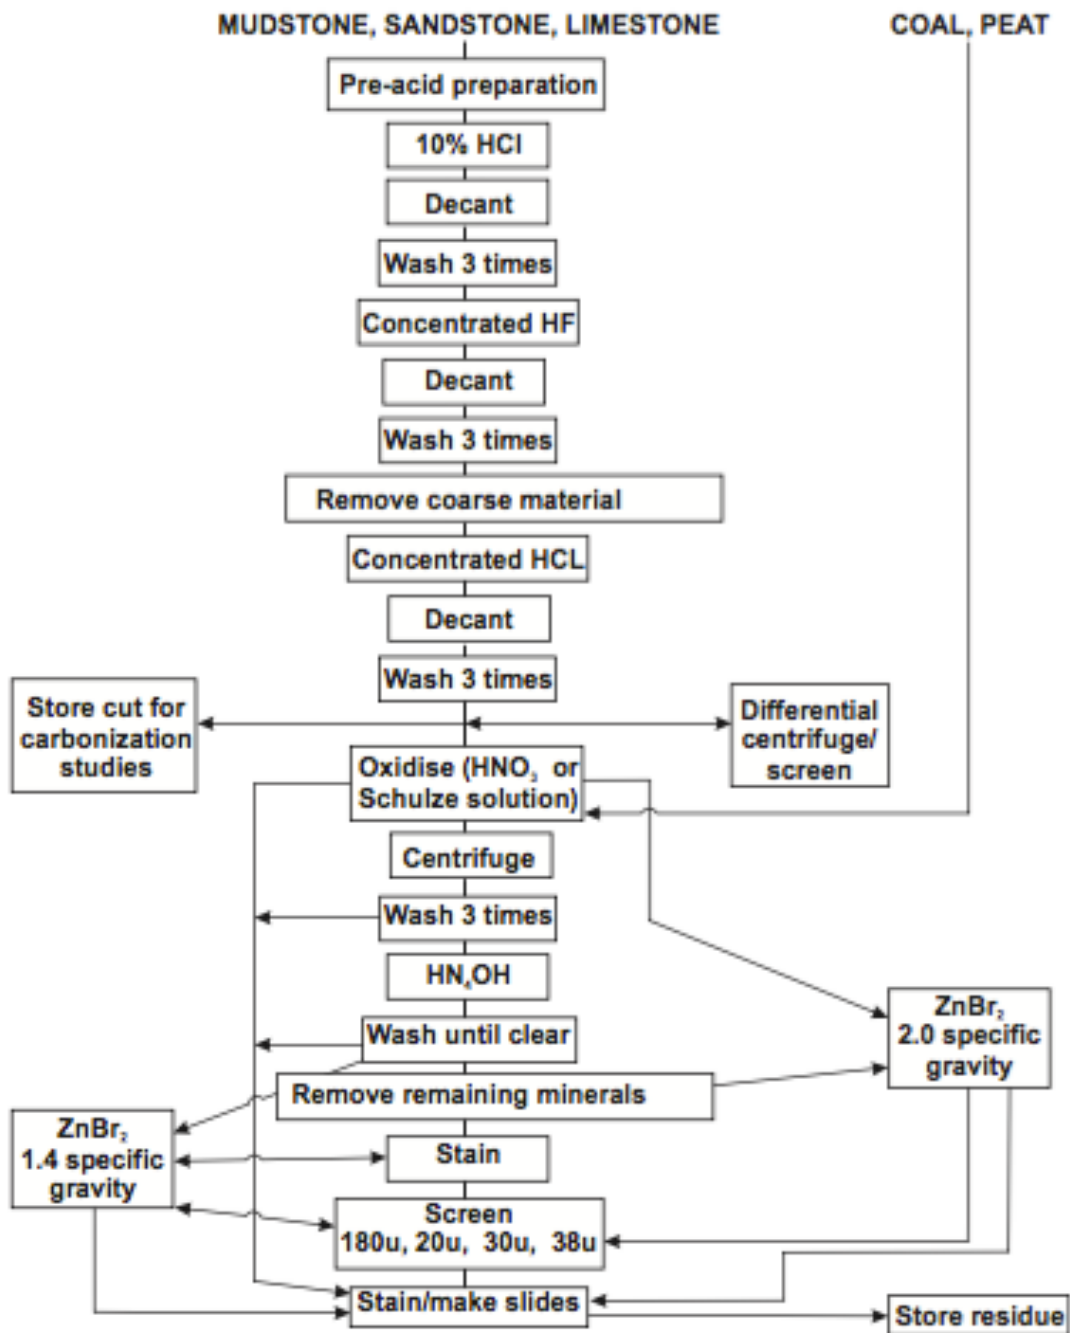 MUDSTONE, SANDSTONE, LIMESTONE
COAL, PEAT
Pre-acid preparation
10% HCl
Decant
Wash 3 times
Concentrated HF
Decant
Wash 3 times
Remove coarse material
Concentrated HCL
Decant
Wash 3 times
Store cut for
carbonization
studies
Differential
centrifuge/
screen
Oxidise (HNO₃ or
Schulze solution)
Centrifuge
Wash 3 times
HN₄OH
Wash until clear
ZnBr₂
2.0 specific
gravity
Remove remaining minerals
ZnBr₂
1.4 specific
gravity
Stain
Screen
180u, 20u, 30u, 38u
Stain/make slides
Store residue